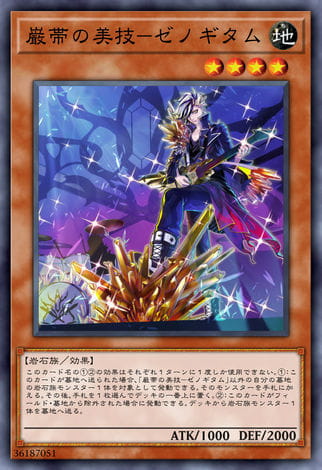 巌帯の美技-ゼノギタム
地
【岩石族/効果】
このカード名の①②の効果はそれぞれ1ターンに1度しか使用できない。①:こ
のカードが墓地へ送られた場合、「巌帯の美技-ゼノギタム」以外の自分の墓地
の岩石族モンスター1体を対象として発動できる。そのモンスターを手札に加
える。その後、手札を1枚選んでデッキの一番上に置く。②:このカードがフィ
ールド・墓地から除外された場合に発動できる。デッキから岩石族モンスター
1体を墓地へ送る。
ATK/1000 DEF/2000
36187051